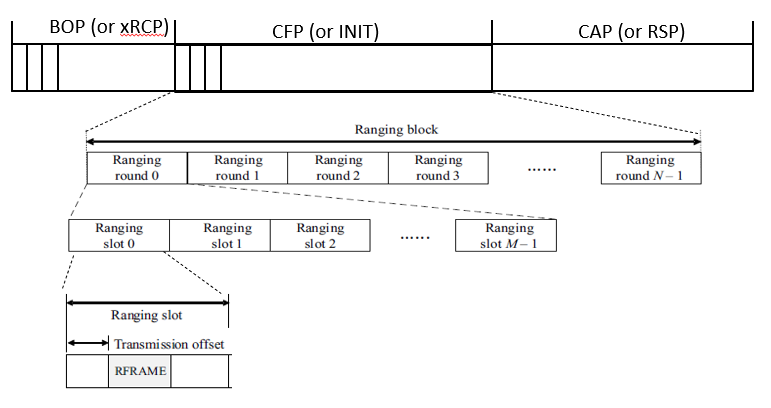 BOP (or xRCP)
CFP (or INIT)
CAP (or RSP)
Ranging block
Ranging round 0
Ranging round 1
Ranging round 2
Ranging round 3
......
Ranging round N – 1
Ranging slot 0
Ranging slot 1
Ranging slot 2
......
Ranging slot M – 1
Ranging slot
Transmission offset
RFRAME